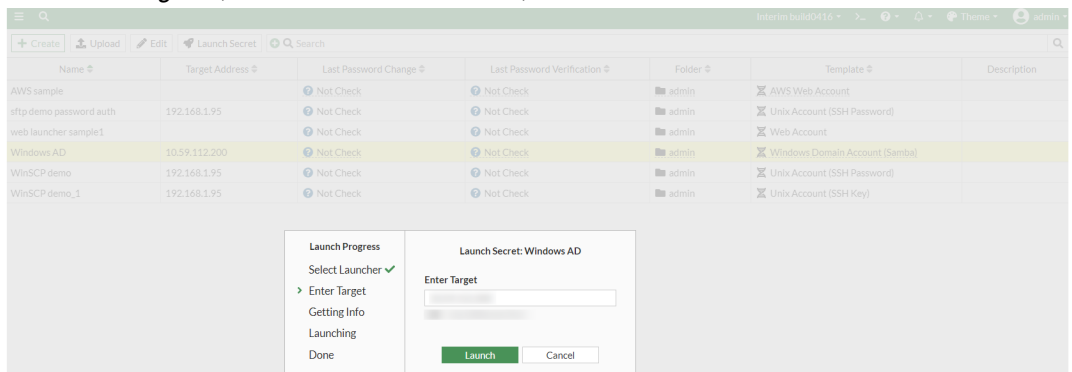 Interim build0416 >_ Theme admin
Create Upload Edit Launch Secret Search
Name Target Address Last Password Change Last Password Verification Folder Template Description
AWS sample Not Check Not Check admin AWS Web Account
sftp demo password auth 192.168.1.95 Not Check Not Check admin Unix Account (SSH Password)
web launcher sample1 Not Check Not Check admin Web Account
Windows AD 10.59.112.200 Not Check Not Check admin Windows Domain Account (Samba)
WinSCP demo 192.168.1.95 Not Check Not Check admin Unix Account (SSH Password)
WinSCP demo_1 192.168.1.95 Not Check Not Check admin Unix Account (SSH Key)
Launch Progress
Select Launcher
Enter Target
Getting Info
Launching
Done
Launch Secret: Windows AD
Enter Target
Launch Cancel